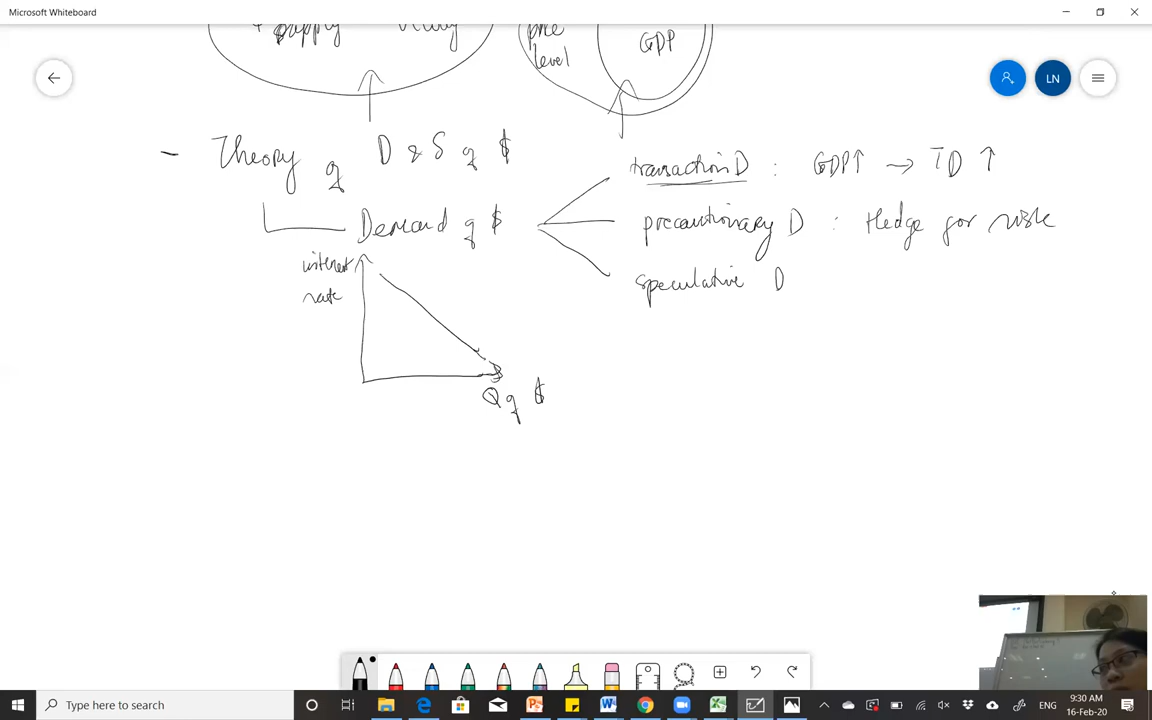 Microsoft Whiteboard
supply
price
level
GDP
LN
- Theory of D & S of $
transaction D : GDP↑ → TD ↑
Demand of $
precautionary D : Hedge for risk
speculative D
interest
rate
Q of $
Type here to search
ENG
9:30 AM
16-Feb-20